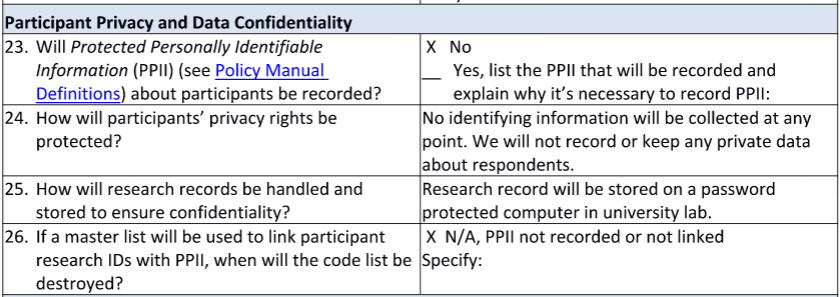 Participant Privacy and Data Confidentiality
23. Will Protected Personally Identifiable
Information (PPII) (see Policy Manual
Definitions) about participants be recorded?
X No
__ Yes, list the PPII that will be recorded and
explain why it's necessary to record PPII:
24. How will participants' privacy rights be
protected?
No identifying information will be collected at any
point. We will not record or keep any private data
about respondents.
25. How will research records be handled and
stored to ensure confidentiality?
Research record will be stored on a password
protected computer in university lab.
26. If a master list will be used to link participant
research IDs with PPII, when will the code list be
destroyed?
X N/A, PPII not recorded or not linked
Specify: